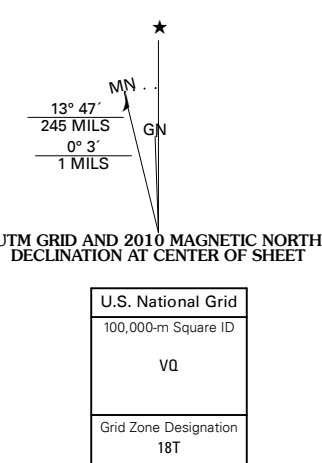 MN
GN
13° 47´
245 MILS
0° 3´
1 MILS
UTM GRID AND 2010 MAGNETIC NORTH
DECLINATION AT CENTER OF SHEET
U.S. National Grid
100,000-m Square ID
VQ
Grid Zone Designation
18T